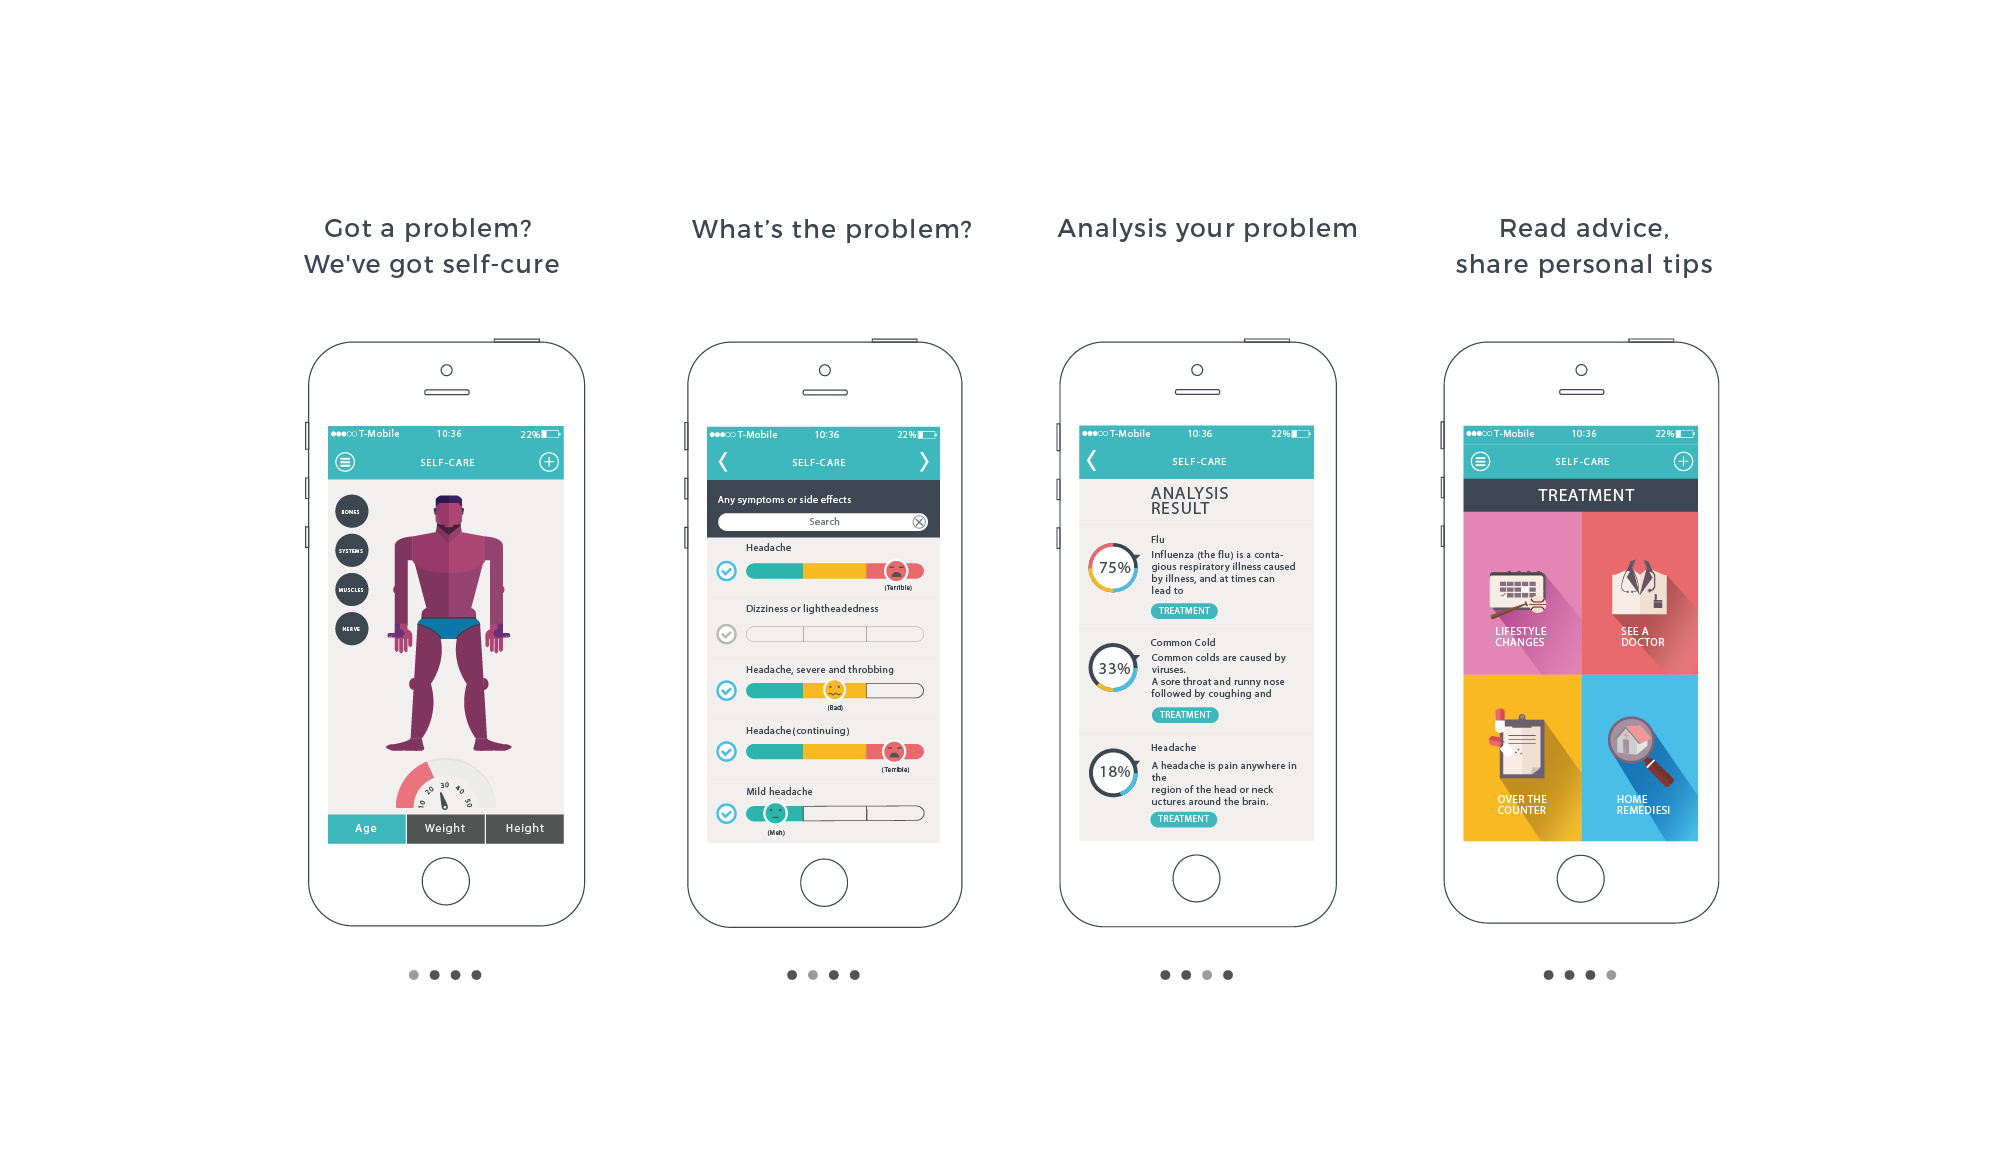 Got a problem?
We've got self-cure
T-Mobile 10:36 22%
SELF-CARE
BONES
SYSTEMS
MUSCLES
NERVE
10 20 30 40 50
Age Weight Height
What's the problem?
T-Mobile 10:36 22%
SELF-CARE
Any symptoms or side effects
Search
Headache
(Terrible)
Dizziness or lightheadedness
Headache, severe and throbbing
(Bad)
Headache (continuing)
(Terrible)
Mild headache
(Meh)
Analysis your problem
T-Mobile 10:36 22%
SELF-CARE
ANALYSIS
RESULT
75%
Flu
Influenza (the flu) is a conta-
gious respiratory illness caused
by illness, and at times can
lead to
TREATMENT
33%
Common Cold
Common colds are caused by
viruses.
A sore throat and runny nose
followed by coughing and
TREATMENT
18%
Headache
A headache is pain anywhere in
the
region of the head or neck
uctures around the brain.
TREATMENT
Read advice,
share personal tips
T-Mobile 10:36 22%
SELF-CARE
TREATMENT
LIFESTYLE
CHANGES
SEE A
DOCTOR
OVER THE
COUNTER
HOME
REMEDIESI